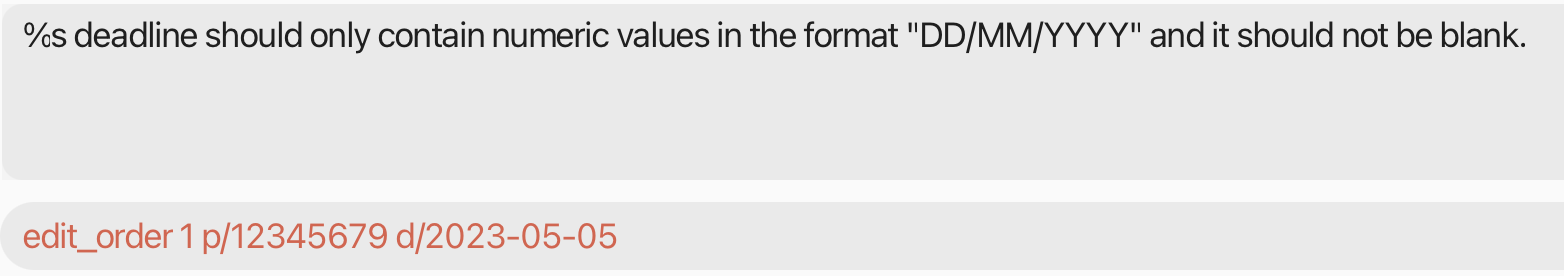 %s deadline should only contain numeric values in the format "DD/MM/YYYY" and it should not be blank.
edit_order 1 p/12345679 d/2023-05-05